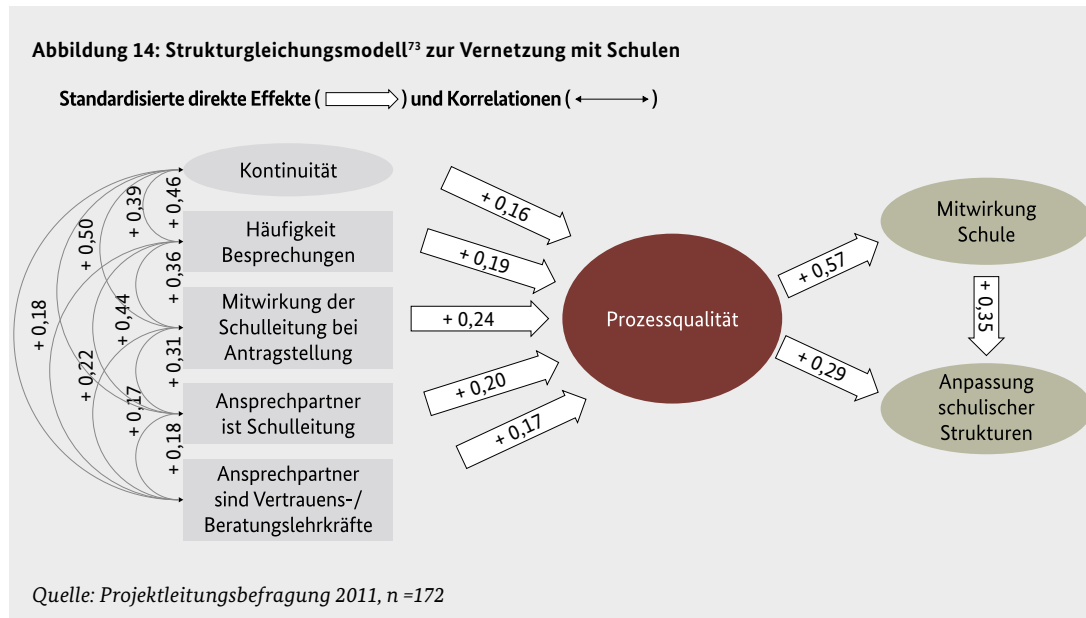 Abbildung 14: Strukturgleichungsmodell⁷³ zur Vernetzung mit Schulen
Standardisierte direkte Effekte ( ) und Korrelationen ( )
Kontinuität
Häufigkeit
Besprechungen
Mitwirkung der
Schulleitung bei
Antragstellung
Ansprechpartner
ist Schulleitung
Ansprechpartner
sind Vertrauens-/
Beratungslehrkräfte
+ 0,46
+ 0,39
+ 0,50
+ 0,36
+ 0,18
+ 0,44
+ 0,31
+ 0,22
+ 0,17
+ 0,18
+ 0,16
+ 0,19
+ 0,24
+ 0,20
+ 0,17
Prozessqualität
+ 0,57
+ 0,29
Mitwirkung
Schule
+ 0,35
Anpassung
schulischer
Strukturen
Quelle: Projektleitungsbefragung 2011, n =172